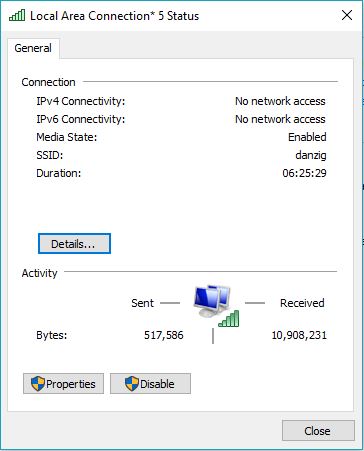 Local Area Connection* 5 Status
General
Connection
IPv4 Connectivity: No network access
IPv6 Connectivity: No network access
Media State: Enabled
SSID: danzig
Duration: 06:25:29
Details...
Activity
Sent Received
Bytes: 517,586 10,908,231
Properties Disable
Close